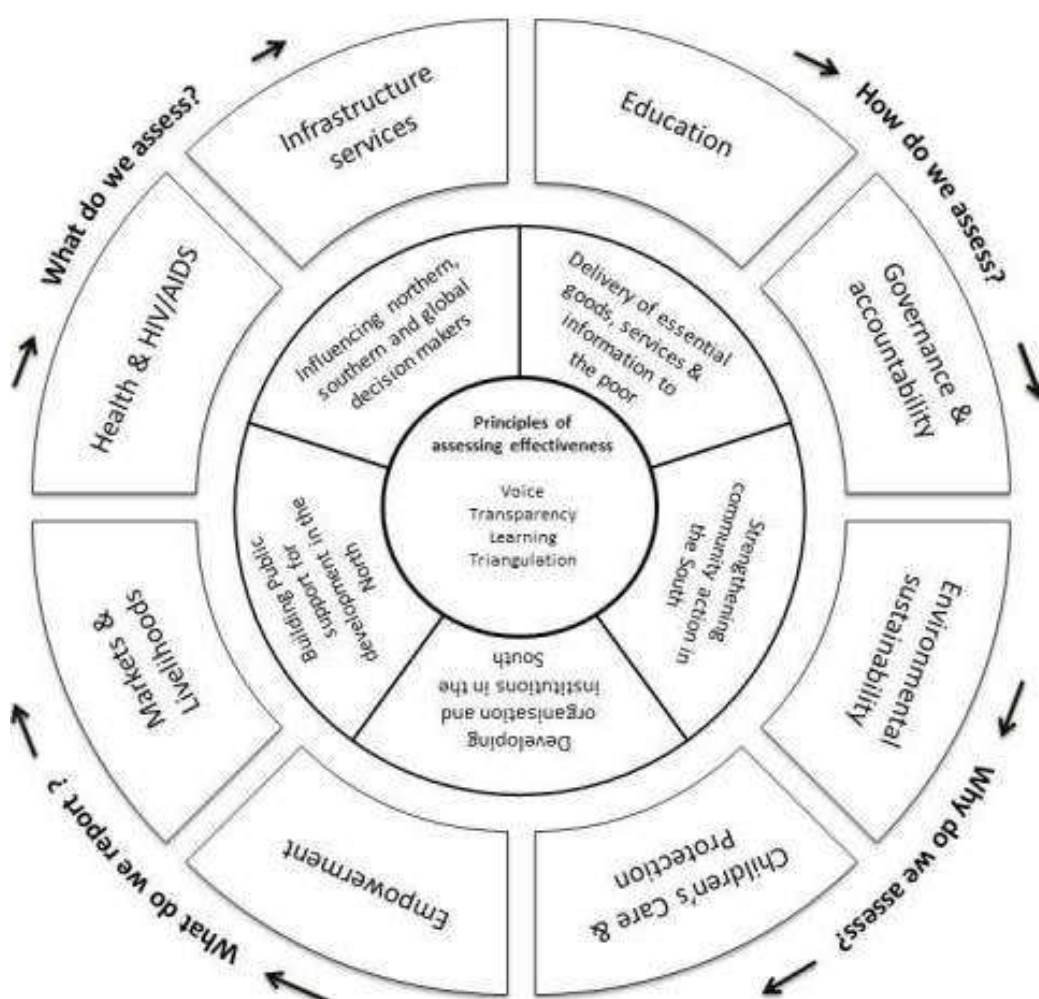 What do we assess?
How do we assess?
Why do we assess?
What do we report ?
Infrastructure
services
Education
Governance &
accountability
Environmental
sustainability
Children's Care &
Protection
Empowerment
Markets &
Livelihoods
Health & HIV/AIDS
Influencing northern,
southern and global
decision makers
Delivery of essential
goods, services &
information to
the poor
Strengthening
community action in
the South
Developing
organisation and
institutions in the
South
Building Public
support for
development in the
North
Principles of
assessing effectiveness
Voice
Transparency
Learning
Triangulation